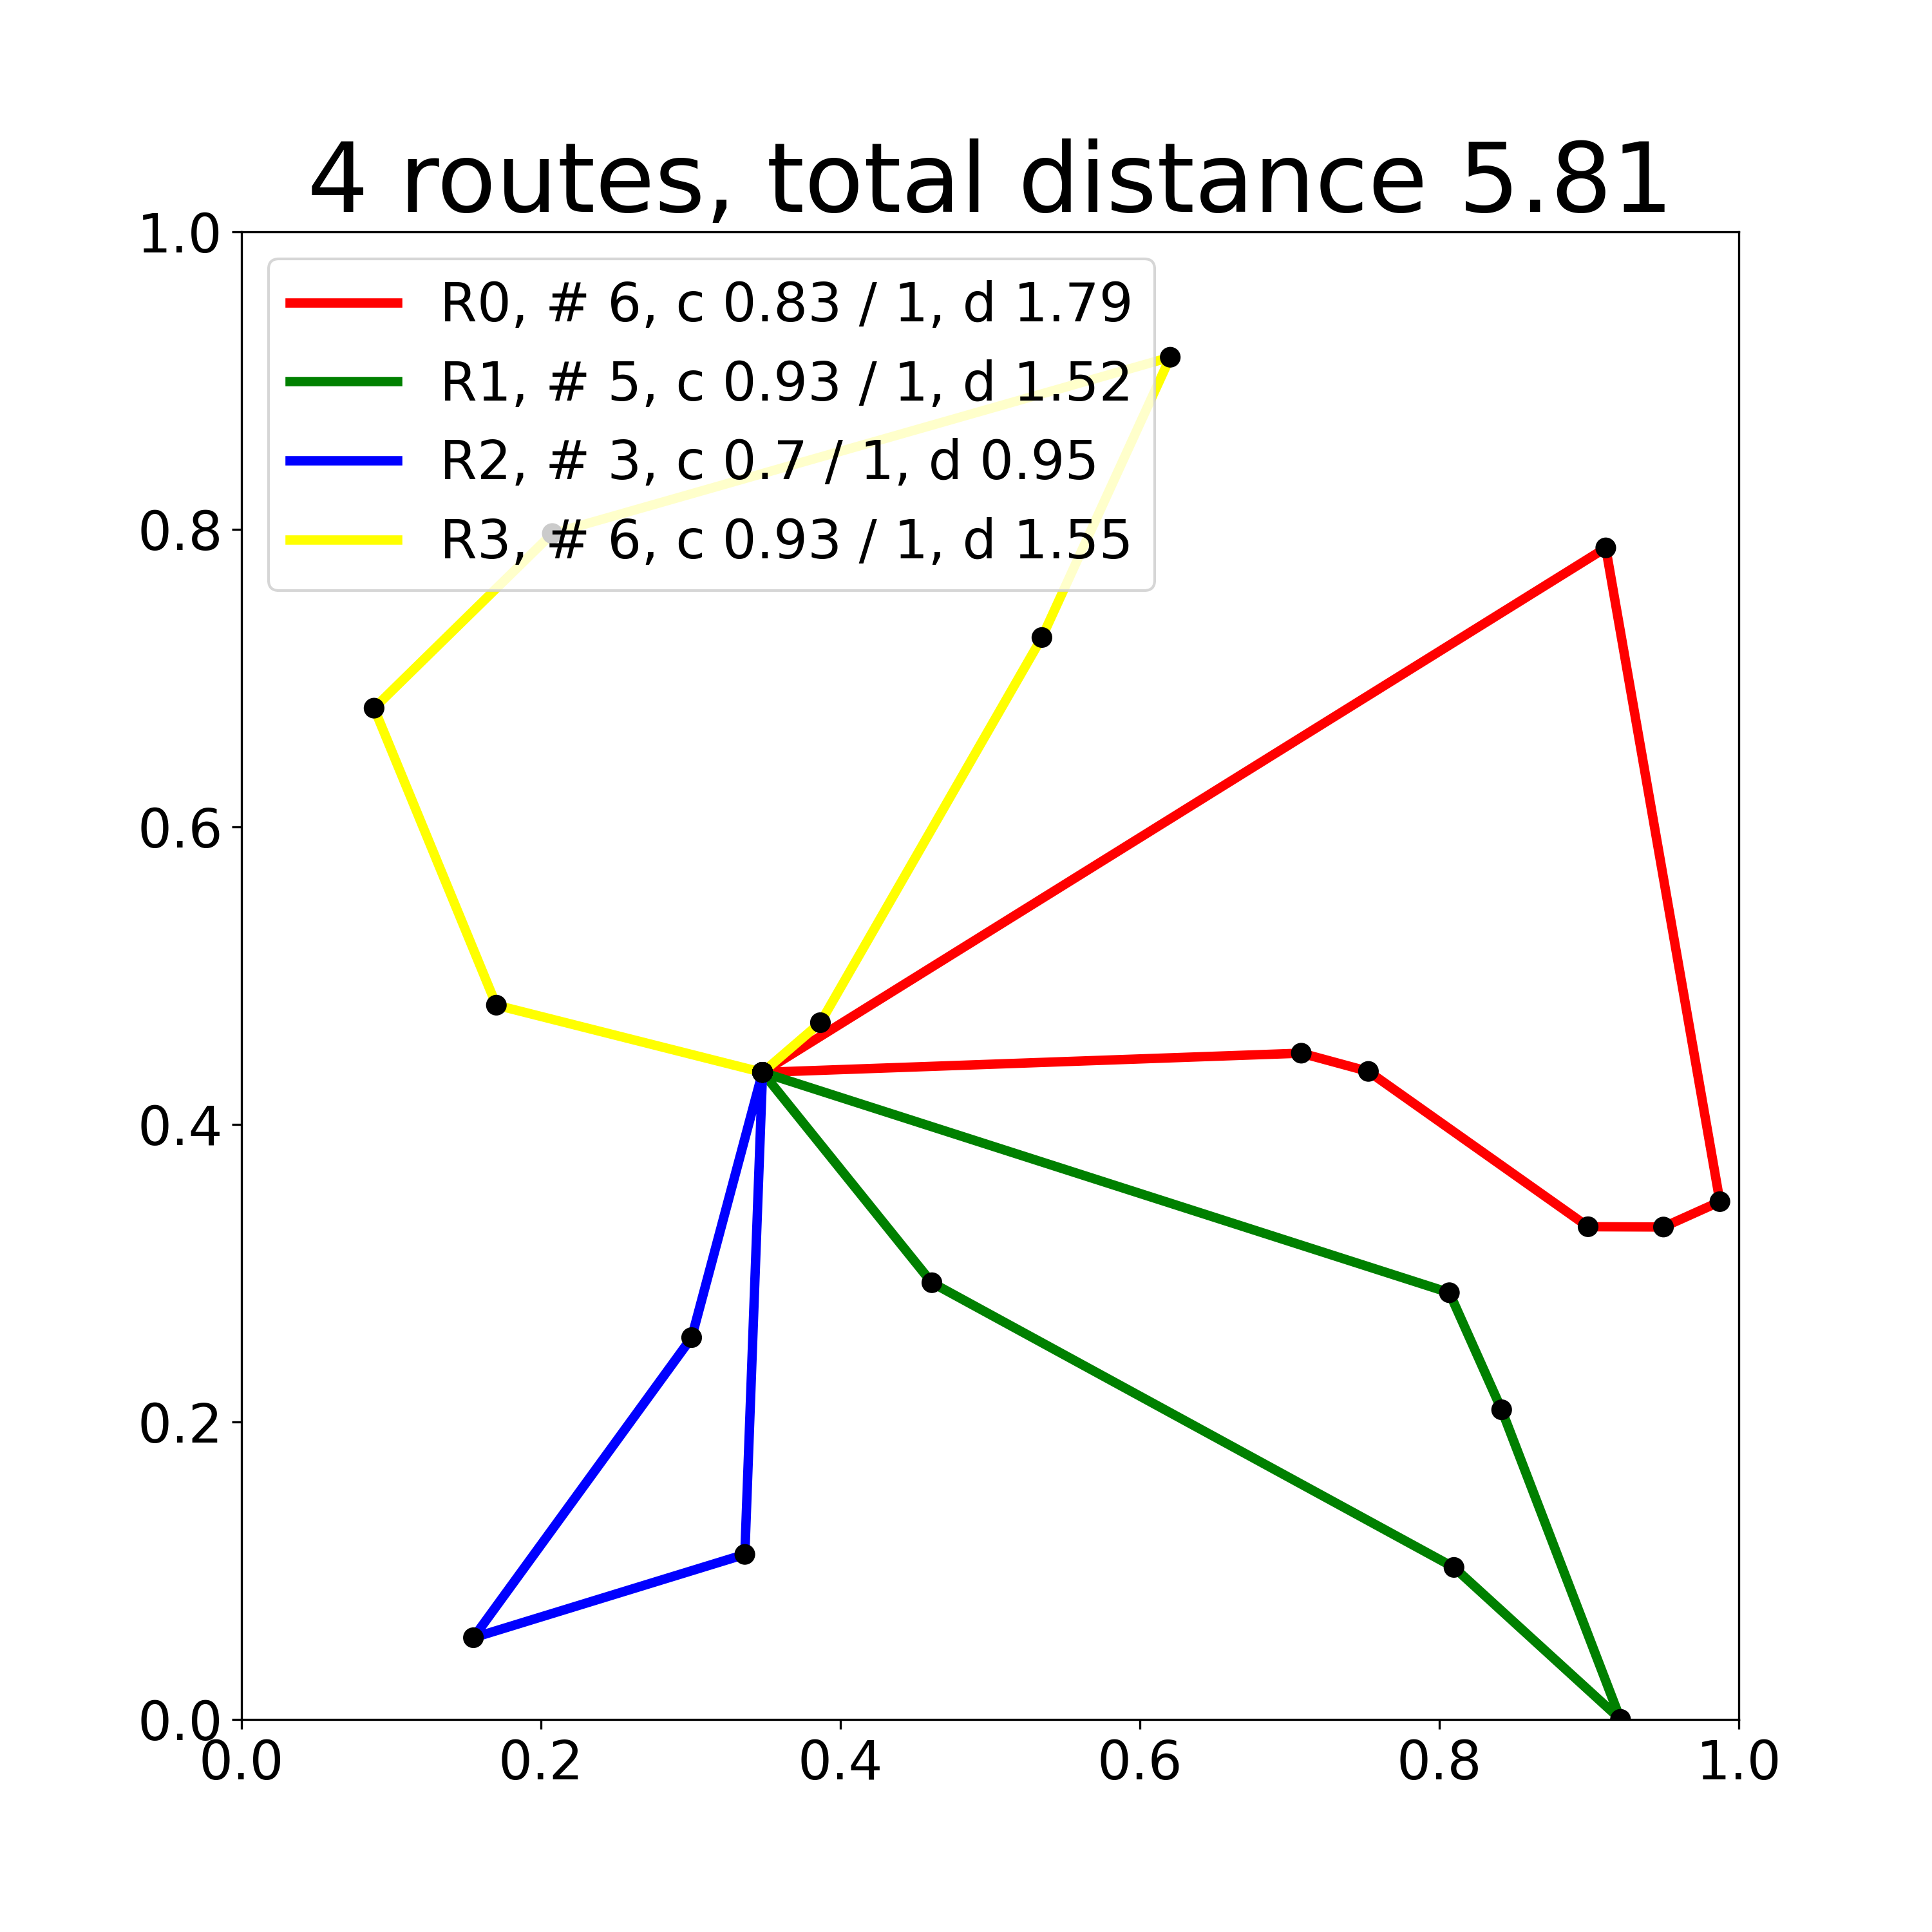 4 routes, total distance 5.81
1.0
R0, # 6, c 0.83 / 1, d 1.79
R1, # 5, c 0.93 / 1, d 1.52
R2, # 3, c 0.7 / 1, d 0.95
R3, # 6, c 0.93 / 1, d 1.55
0.8
0.6
0.4
0.2
0.0
0.0 0.2 0.4 0.6 0.8 1.0